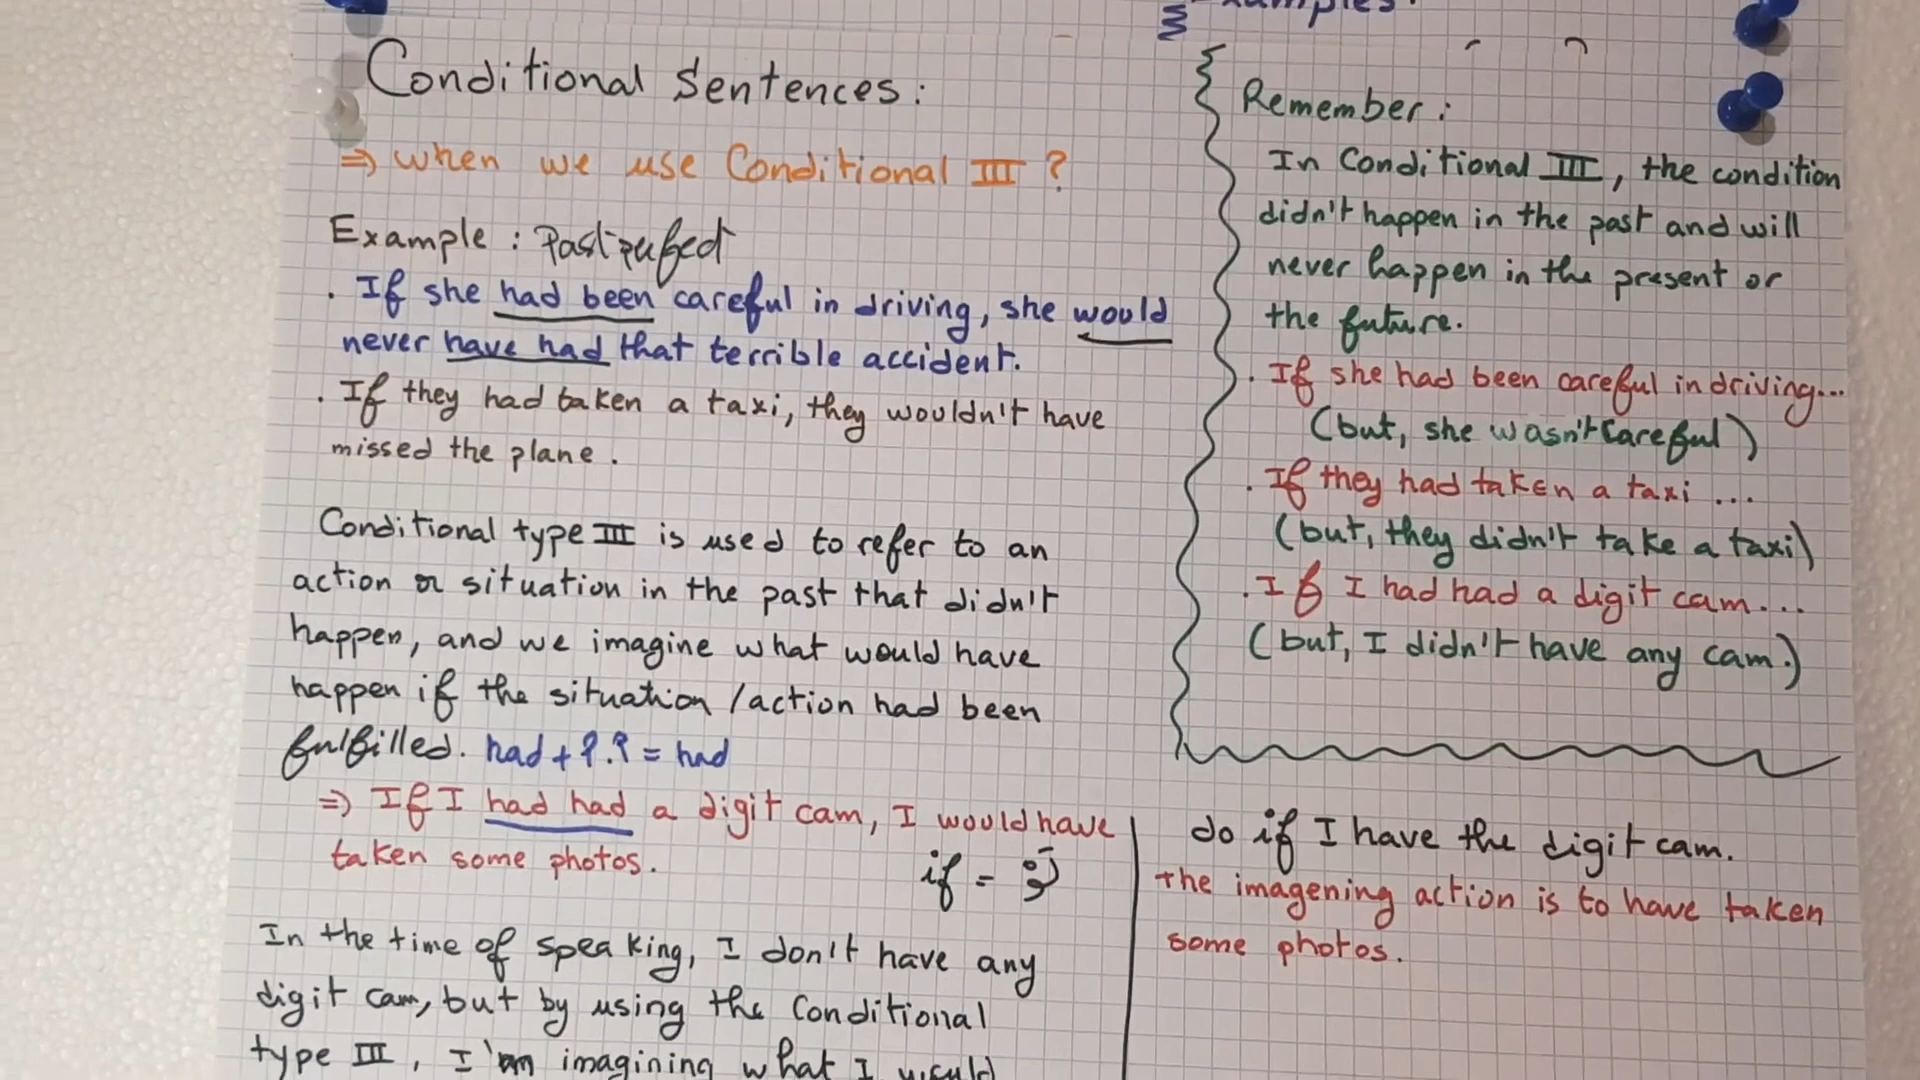 Conditional Sentences:
⇒ when we use Conditional III ?
Example : Past perfect
. If she had been careful in driving, she would
never have had that terrible accident.
. If they had taken a taxi, they wouldn't have
missed the plane.
Conditional type III is used to refer to an
action or situation in the past that didn't
happen, and we imagine what would have
happen if the situation / action had been
fulfilled. had + P.P = had
⇒ If I had had a digit cam, I would have
taken some photos.
if = لو
In the time of speaking, I don't have any
digit cam, but by using the Conditional
type III, I'am imagining what I would
Examples:
Remember:
In Conditional III, the condition
didn't happen in the past and will
never happen in the present or
the future.
. If she had been careful in driving...
(but, she wasn't careful)
. If they had taken a taxi ...
(but, they didn't take a taxi)
. If I had had a digit cam...
(but, I didn't have any cam.)
do if I have the digit cam.
the imagening action is to have taken
some photos.